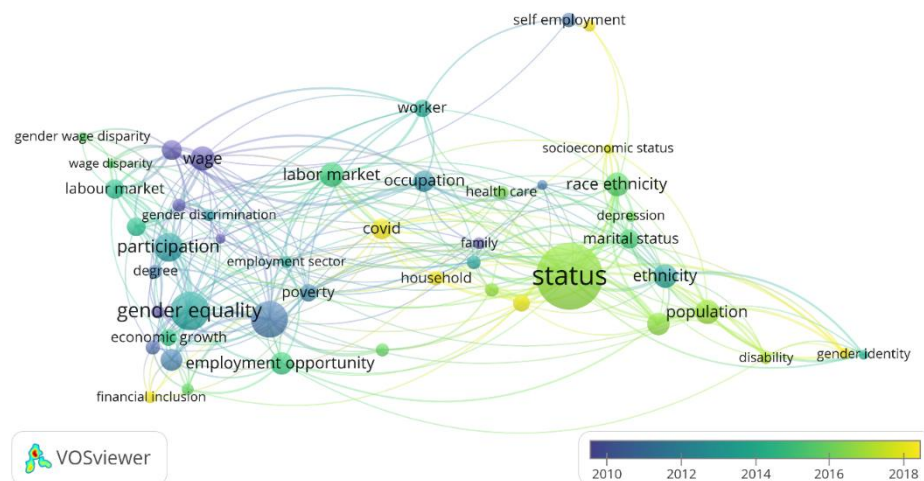 self employment
worker
gender wage disparity
wage
socioeconomic status
wage disparity
labor market
occupation
race ethnicity
labour market
health care
gender discrimination
depression
covid
marital status
participation
family
employment sector
degree
household
status
ethnicity
poverty
gender equality
population
economic growth
employment opportunity
disability
gender identity
financial inclusion
VOSviewer
2010 2012 2014 2016 2018